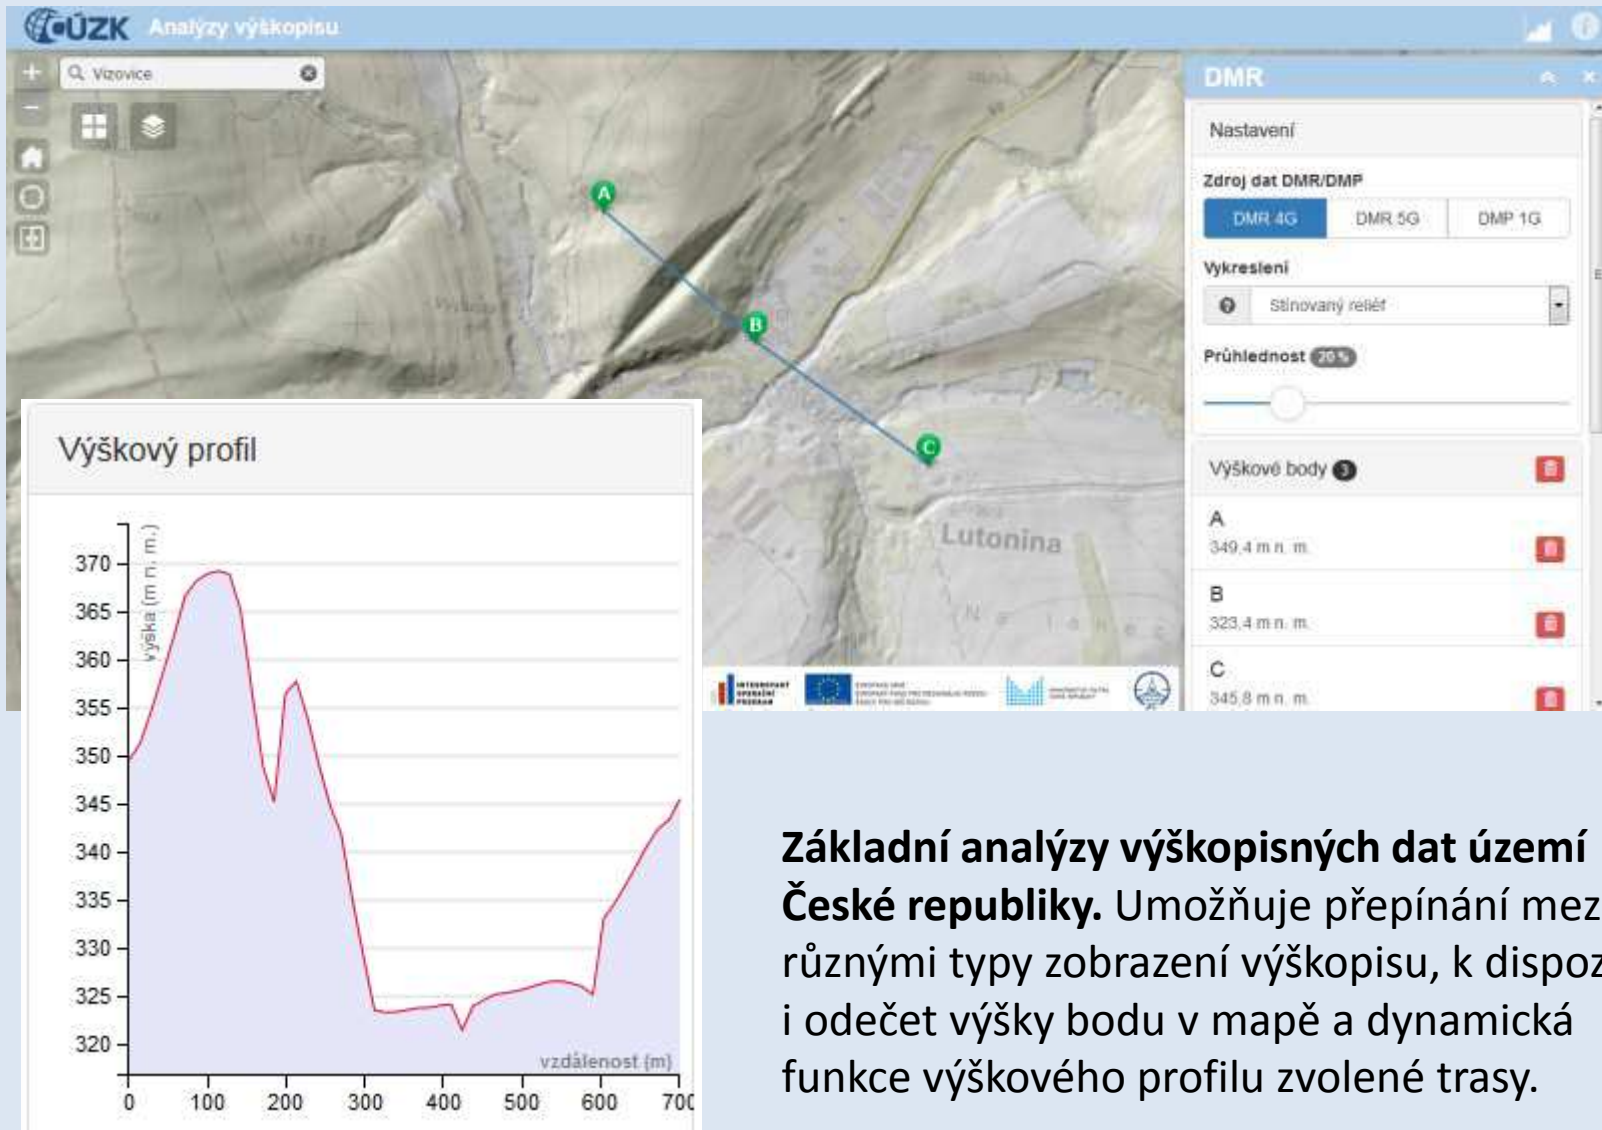 ČÚZK Analýzy výškopisu
Vizovice
A
B
C
Lutonina
DMR
Nastavení
Zdroj dat DMR/DMP
DMR 4G DMR 5G DMP 1G
Vykreslení
Stínovaný reliéf
Průhlednost 20 %
Výškové body 3
A
349,4 m n. m.
B
323,4 m n. m.
C
345,8 m n. m.
INTEGROVANÝ
OPERAČNÍ
PROGRAM
Výškový profil
výška (m n. m.)
370
365
360
355
350
345
340
335
330
325
320
vzdálenost (m)
0 100 200 300 400 500 600 700
Základní analýzy výškopisných dat území
České republiky. Umožňuje přepínání mez
různými typy zobrazení výškopisu, k dispoz
i odečet výšky bodu v mapě a dynamická
funkce výškového profilu zvolené trasy.